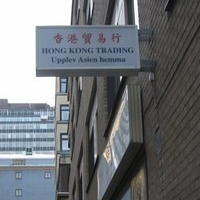 香港貿易行
HONG KONG TRADING
Upplev Asien hemma